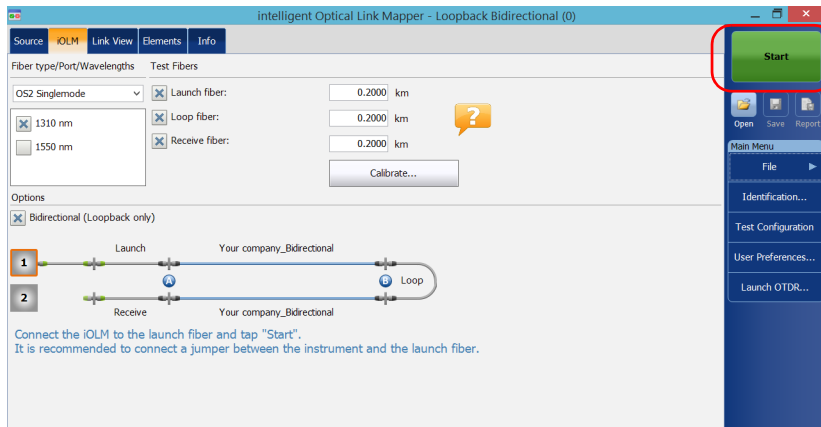 intelligent Optical Link Mapper - Loopback Bidirectional (0)
Source iOLM Link View Elements Info
Start
Fiber type/Port/Wavelengths Test Fibers
OS2 Singlemode
1310 nm
1550 nm
Launch fiber: 0.2000 km
Loop fiber: 0.2000 km
Receive fiber: 0.2000 km
?
Calibrate...
Open Save Report
Main Menu
File
Identification...
Test Configuration
User Preferences...
Launch OTDR...
Options
Bidirectional (Loopback only)
Launch Your company_Bidirectional
1
A B Loop
2
Receive Your company_Bidirectional
Connect the iOLM to the launch fiber and tap "Start".
It is recommended to connect a jumper between the instrument and the launch fiber.